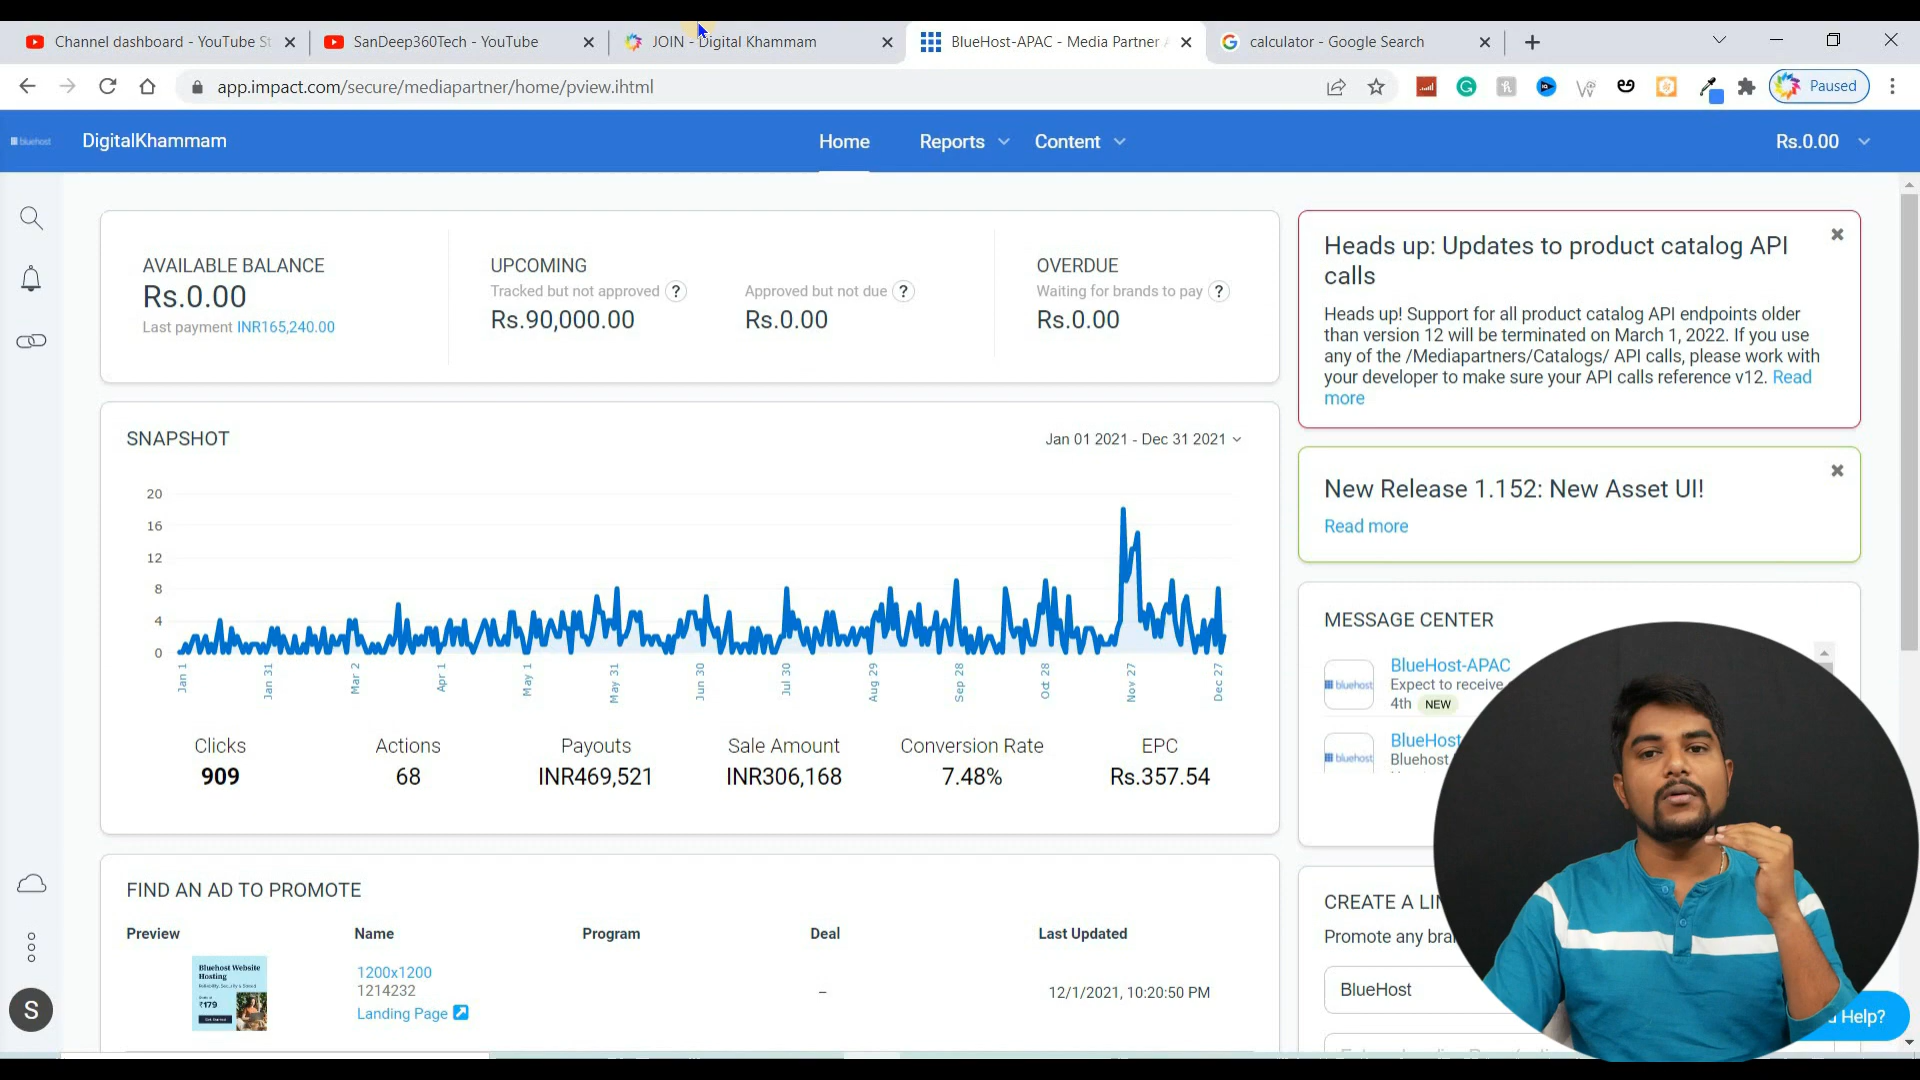 Channel dashboard - YouTube St
SanDeep360Tech - YouTube
JOIN - Digital Khammam
BlueHost-APAC - Media Partner
calculator - Google Search
app.impact.com/secure/mediapartner/home/pview.ihtml
Paused
bluehost
DigitalKhammam
Home
Reports
Content
Rs.0.00
AVAILABLE BALANCE
Rs.0.00
Last payment INR165,240.00
UPCOMING
Tracked but not approved ?
Rs.90,000.00
Approved but not due ?
Rs.0.00
OVERDUE
Waiting for brands to pay ?
Rs.0.00
Heads up: Updates to product catalog API
calls
Heads up! Support for all product catalog API endpoints older
than version 12 will be terminated on March 1, 2022. If you use
any of the /Mediapartners/Catalogs/ API calls, please work with
your developer to make sure your API calls reference v12. Read
more
SNAPSHOT
Jan 01 2021 - Dec 31 2021
20
16
12
8
4
0
Jan 1
Jan 31
Mar 2
Apr 1
May 1
May 31
Jun 30
Jul 30
Aug 29
Sep 28
Oct 28
Nov 27
Dec 27
Clicks
909
Actions
68
Payouts
INR469,521
Sale Amount
INR306,168
Conversion Rate
7.48%
EPC
Rs.357.54
New Release 1.152: New Asset UI!
Read more
MESSAGE CENTER
bluehost
BlueHost-APAC
Expect to receive
4th NEW
bluehost
BlueHost
Bluehost
FIND AN AD TO PROMOTE
Preview
Name
Program
Deal
Last Updated
Bluehost Website
Hosting
₹179
1200x1200
1214232
Landing Page
–
12/1/2021, 10:20:50 PM
CREATE A LIN
Promote any bra
BlueHost
Help?
S